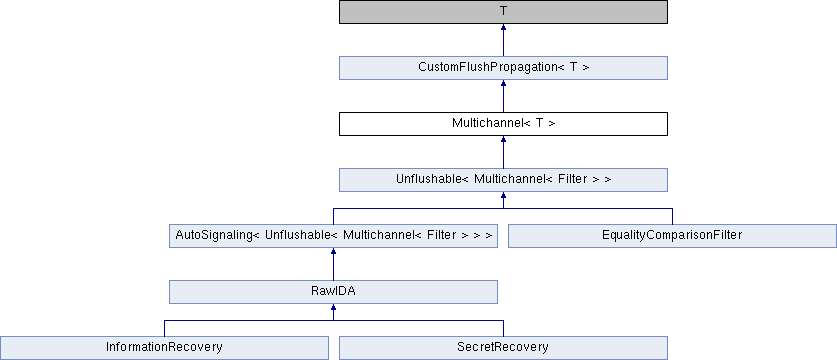 T
CustomFlushPropagation< T >
Multichannel< T >
Unflushable< Multichannel< Filter > >
AutoSignaling< Unflushable< Multichannel< Filter > > >
EqualityComparisonFilter
RawIDA
InformationRecovery
SecretRecovery